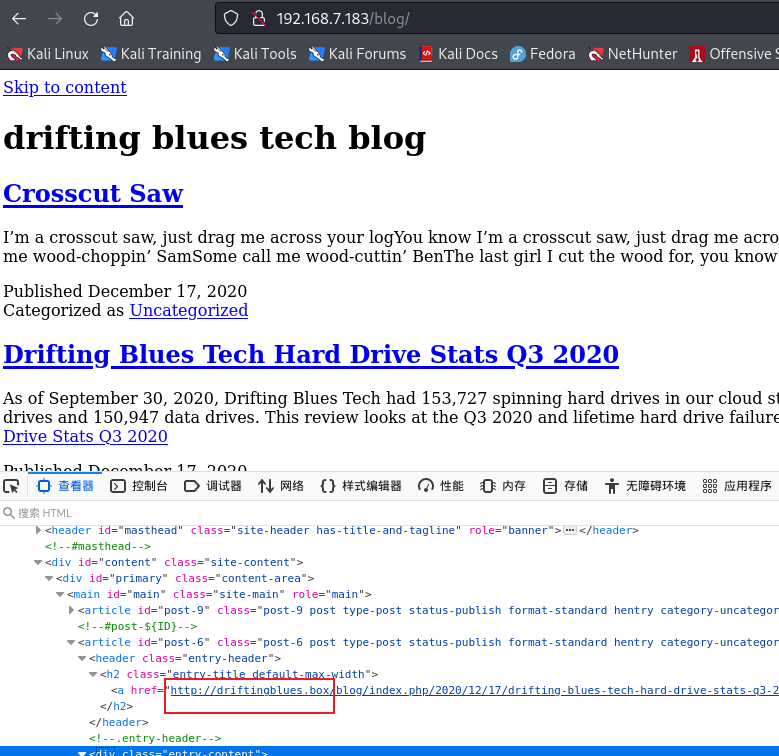 192.168.7.183/blog/
Kali Linux Kali Training Kali Tools Kali Forums Kali Docs Fedora NetHunter Offensive S
Skip to content
drifting blues tech blog
Crosscut Saw
I’m a crosscut saw, just drag me across your logYou know I’m a crosscut saw, just drag me acro
me wood-choppin’ SamSome call me wood-cuttin’ BenThe last girl I cut the wood for, you know
Published December 17, 2020
Categorized as Uncategorized
Drifting Blues Tech Hard Drive Stats Q3 2020
As of September 30, 2020, Drifting Blues Tech had 153,727 spinning hard drives in our cloud st
drives and 150,947 data drives. This review looks at the Q3 2020 and lifetime hard drive failure
Drive Stats Q3 2020
Published December 17, 2020
查看器 控制台 调试器 网络 样式编辑器 性能 内存 存储 无障碍环境 应用程序
搜索 HTML
<header id="masthead" class="site-header has-title-and-tagline" role="banner">⋯</header>
<!--#masthead-->
<div id="content" class="site-content">
<div id="primary" class="content-area">
<main id="main" class="site-main" role="main">
<article id="post-9" class="post-9 post type-post status-publish format-standard hentry category-uncategor
<!--#post-${ID}-->
<article id="post-6" class="post-6 post type-post status-publish format-standard hentry category-uncategor
<header class="entry-header">
<h2 class="entry-title default-max-width">
<a href="http://driftingblues.box/blog/index.php/2020/12/17/drifting-blues-tech-hard-drive-stats-q3-2
</h2>
</header>
<!--.entry-header-->
<div class="entry-content">